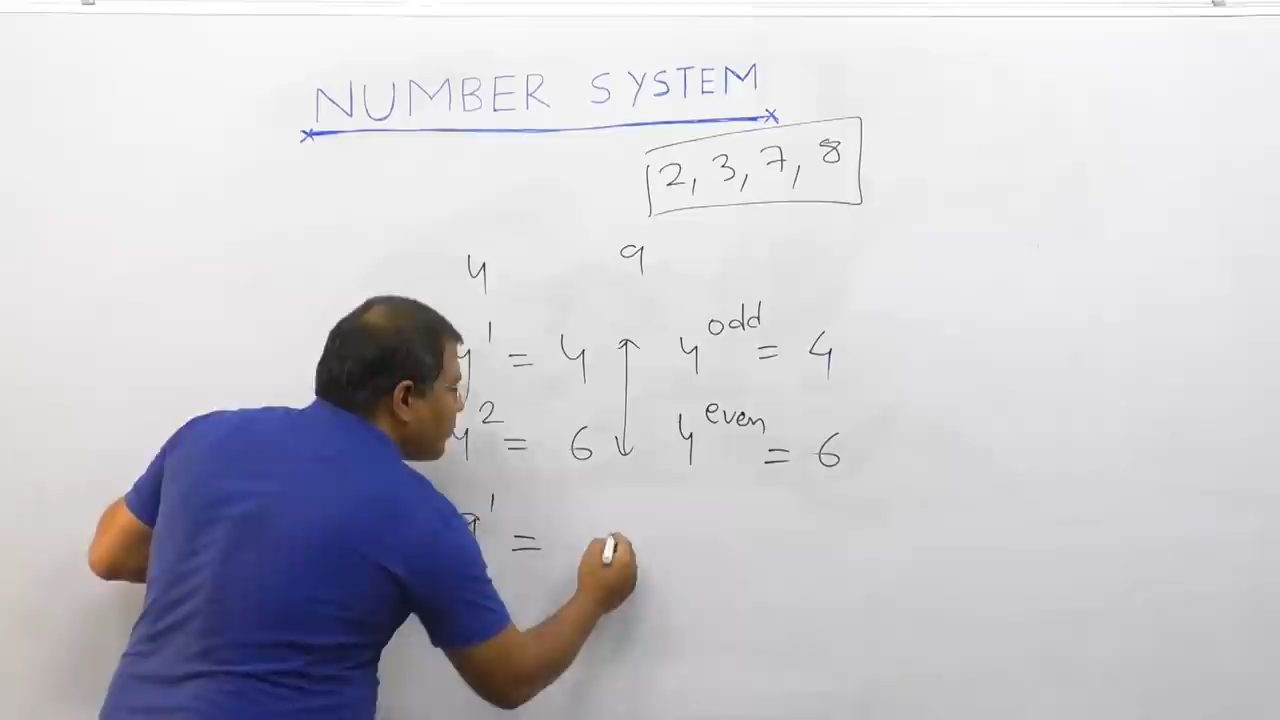 NUMBER SYSTEM
2, 3, 7, 8
4 9
4¹ = 4 4^odd = 4
4² = 6 4^even = 6
9¹ =